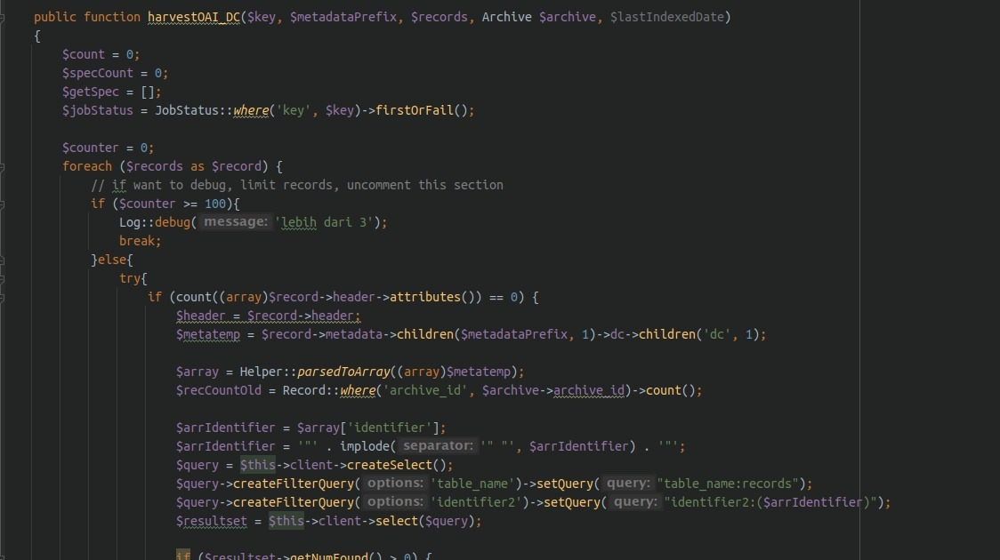 public function harvestOAI_DC($key, $metadataPrefix, $records, Archive $archive, $lastIndexedDate)
{
$count = 0;
$specCount = 0;
$getSpec = [];
$jobStatus = JobStatus::where('key', $key)->firstOrFail();
$counter = 0;
foreach ($records as $record) {
// if want to debug, limit records, uncomment this section
if ($counter >= 100){
Log::debug( message: 'lebih dari 3');
break;
}else{
try{
if (count((array)$record->header->attributes()) == 0) {
$header = $record->header;
$metatemp = $record->metadata->children($metadataPrefix, 1)->dc->children('dc', 1);
$array = Helper::parsedToArray((array)$metatemp);
$recCountOld = Record::where('archive_id', $archive->archive_id)->count();
$arrIdentifier = $array['identifier'];
$arrIdentifier = '"' . implode( separator: '" "', $arrIdentifier) . '"';
$query = $this->client->createSelect();
$query->createFilterQuery( options: 'table_name')->setQuery( query: "table_name:records");
$query->createFilterQuery( options: 'identifier2')->setQuery( query: "identifier2:($arrIdentifier)");
$resultset = $this->client->select($query);
if ($resultset->getNumFound() > 0) {